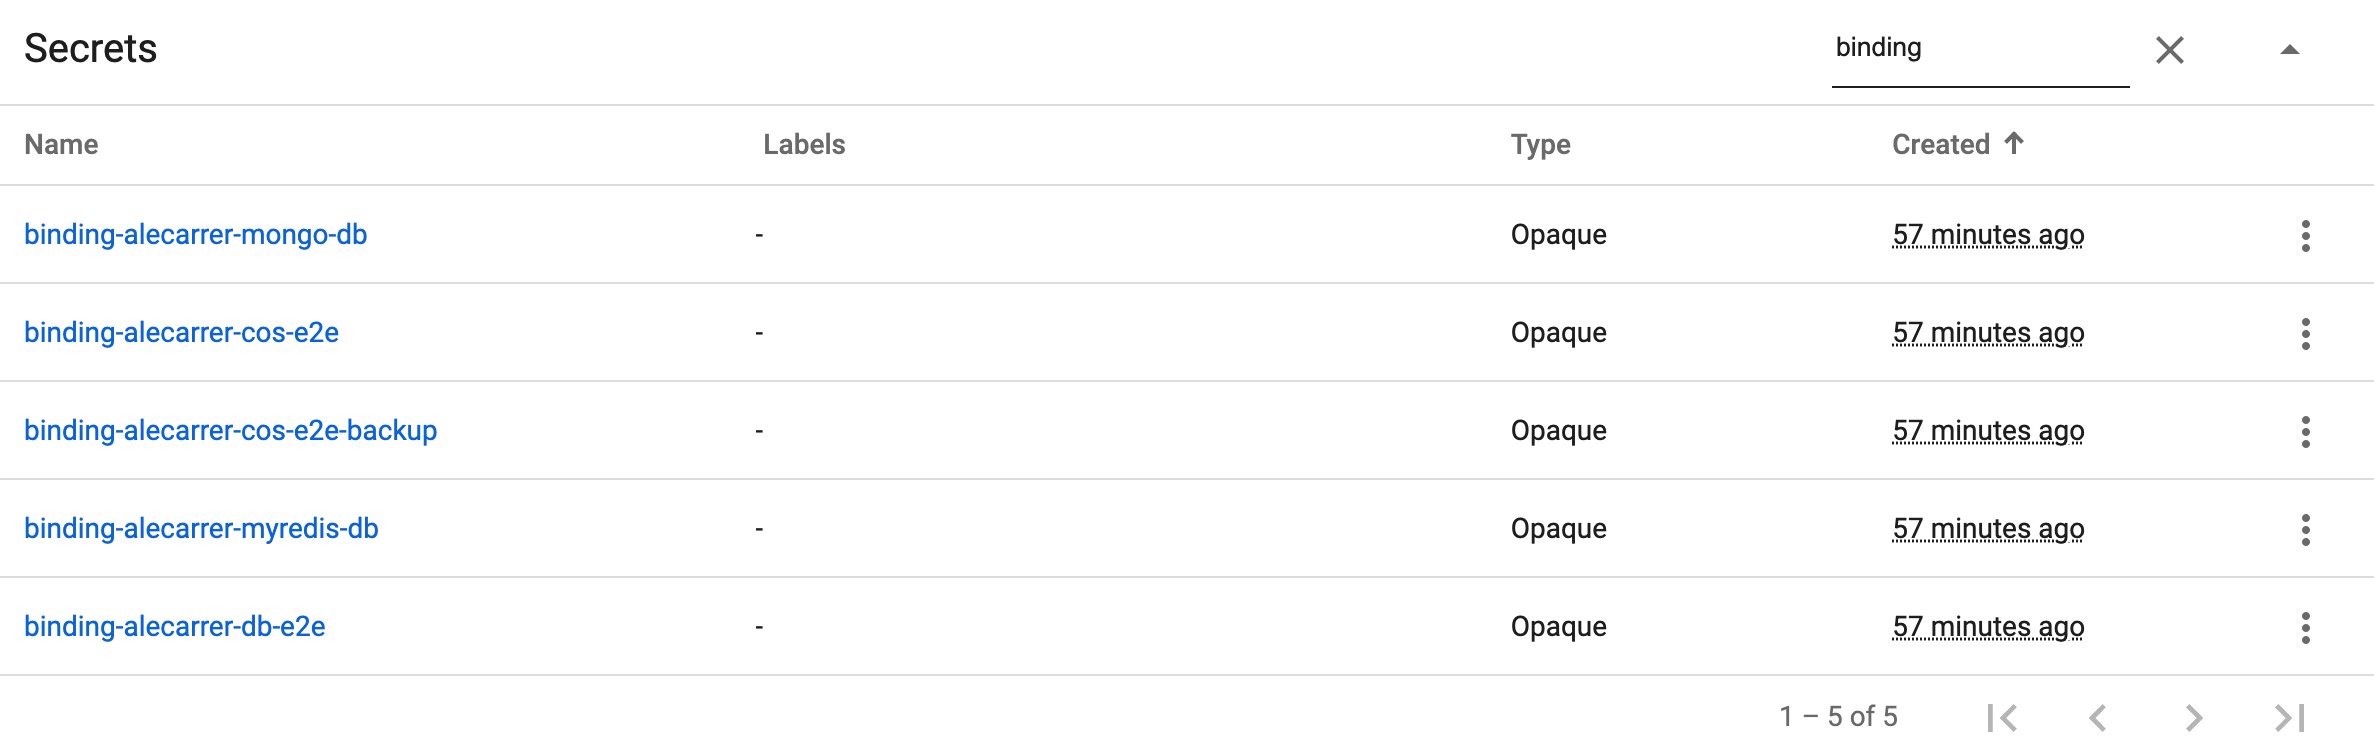 Secrets binding
Name Labels Type Created
binding-alecarrer-mongo-db - Opaque 57 minutes ago
binding-alecarrer-cos-e2e - Opaque 57 minutes ago
binding-alecarrer-cos-e2e-backup - Opaque 57 minutes ago
binding-alecarrer-myredis-db - Opaque 57 minutes ago
binding-alecarrer-db-e2e - Opaque 57 minutes ago
1 – 5 of 5